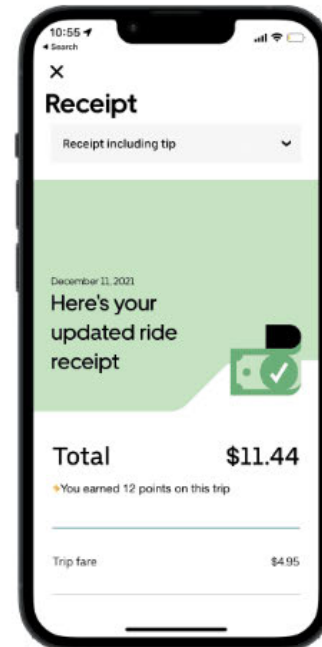 10:55
Search
Receipt
Receipt including tip
December 11, 2021
Here's your
updated ride
receipt
Total $11.44
You earned 12 points on this trip
Trip fare $4.95